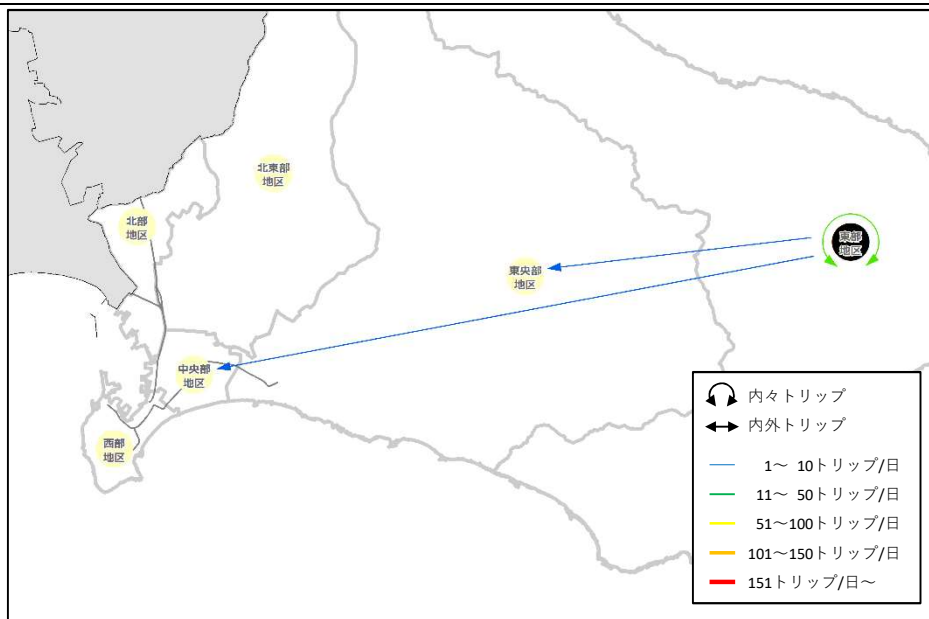 北東部
地区
北部
地区
東部
地区
東央部
地区
中央部
地区
西部
地区
内々トリップ
内外トリップ
1～ 10トリップ/日
11～ 50トリップ/日
51～100トリップ/日
101～150トリップ/日
151トリップ/日～